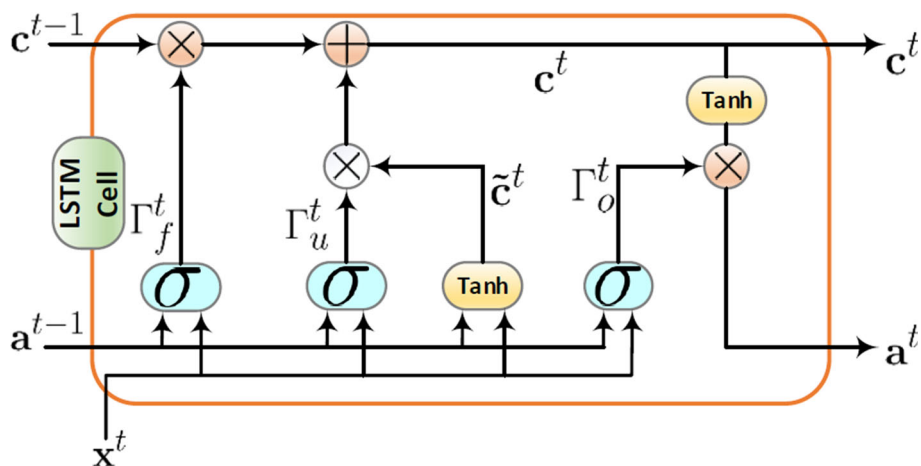 c^{t-1}
c^t
c^t
Tanh
LSTM
Cell
Γ_f^t
Γ_u^t
c̃^t
Γ_o^t
σ
σ
Tanh
σ
a^{t-1}
a^t
x^t